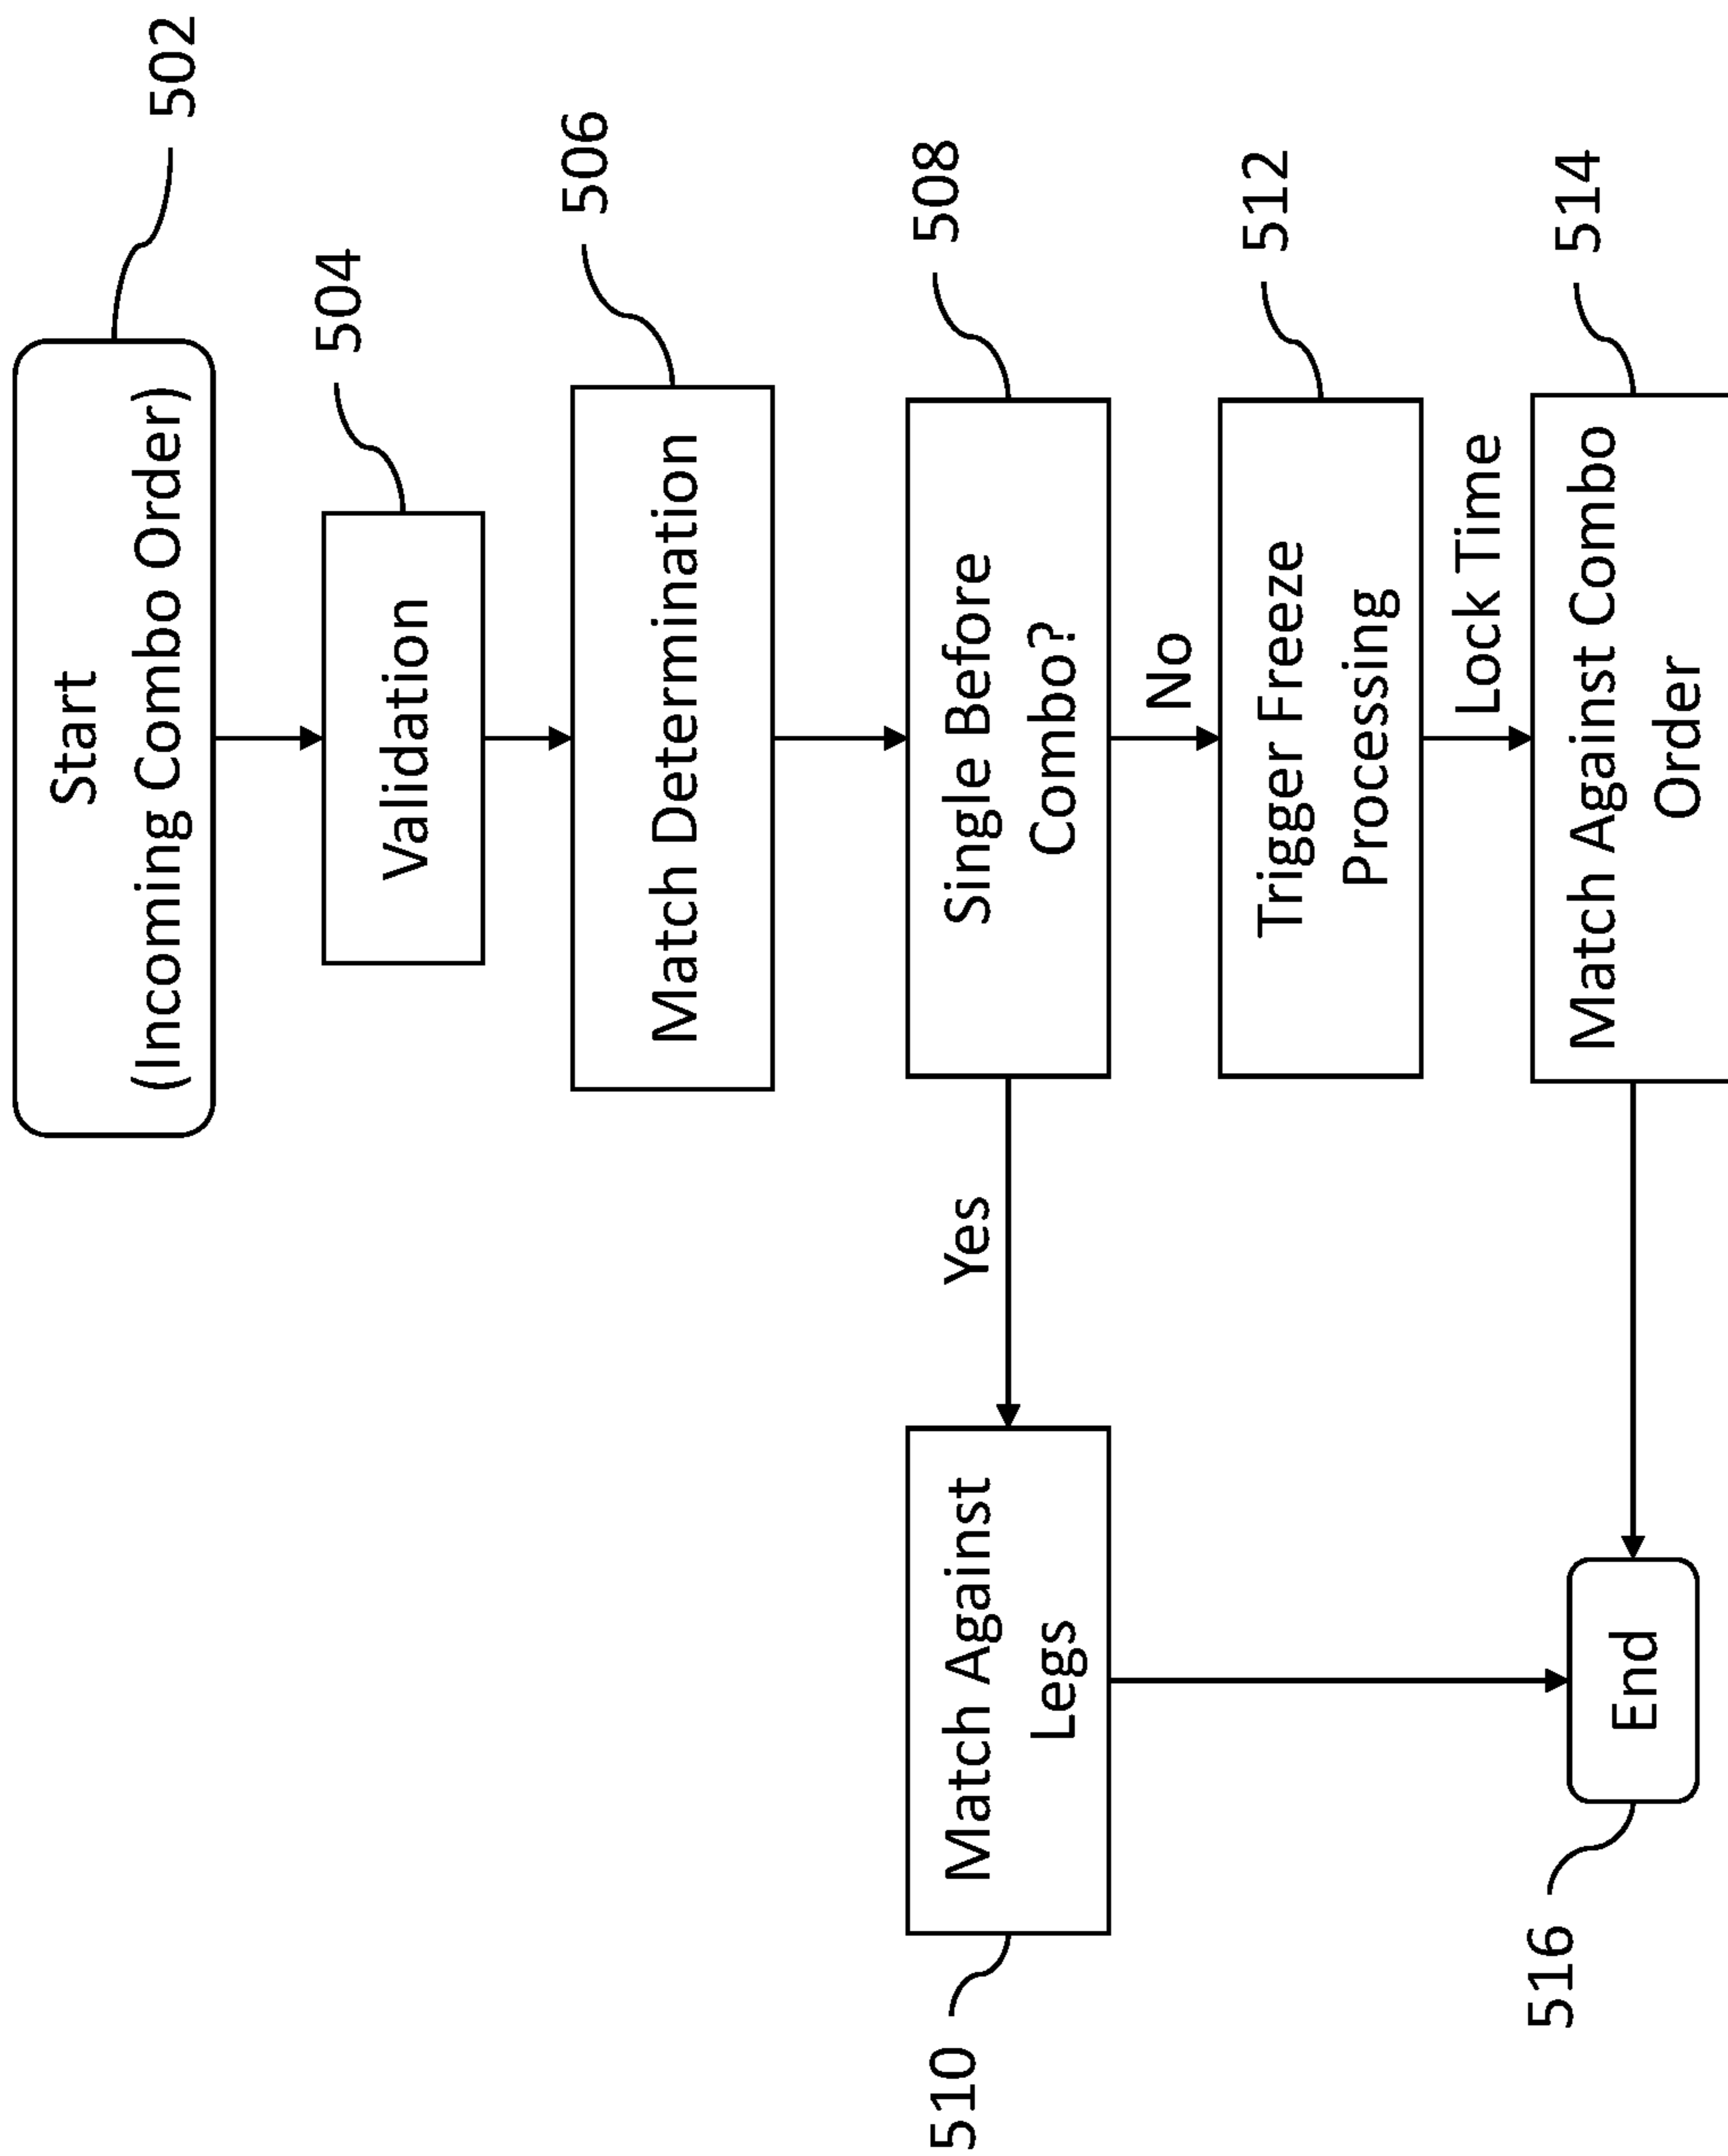 Start
(Incoming Combo Order)
502
Validation
504
Match Determination
506
Single Before
Combo?
508
Yes
Match Against
Legs
510
No
Trigger Freeze
Processing
512
Lock Time
Match Against Combo
Order
514
End
516